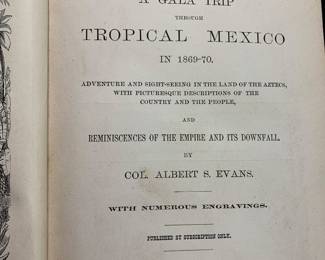 A GALA TRIP
THROUGH
TROPICAL MEXICO
IN 1869-70.
ADVENTURE AND SIGHT-SEEING IN THE LAND OF THE AZTECS,
WITH PICTURESQUE DESCRIPTIONS OF THE
COUNTRY AND THE PEOPLE,
AND
REMINISCENCES OF THE EMPIRE AND ITS DOWNFALL.
BY
COL. ALBERT S. EVANS.
WITH NUMEROUS ENGRAVINGS.
PUBLISHED BY SUBSCRIPTION ONLY.